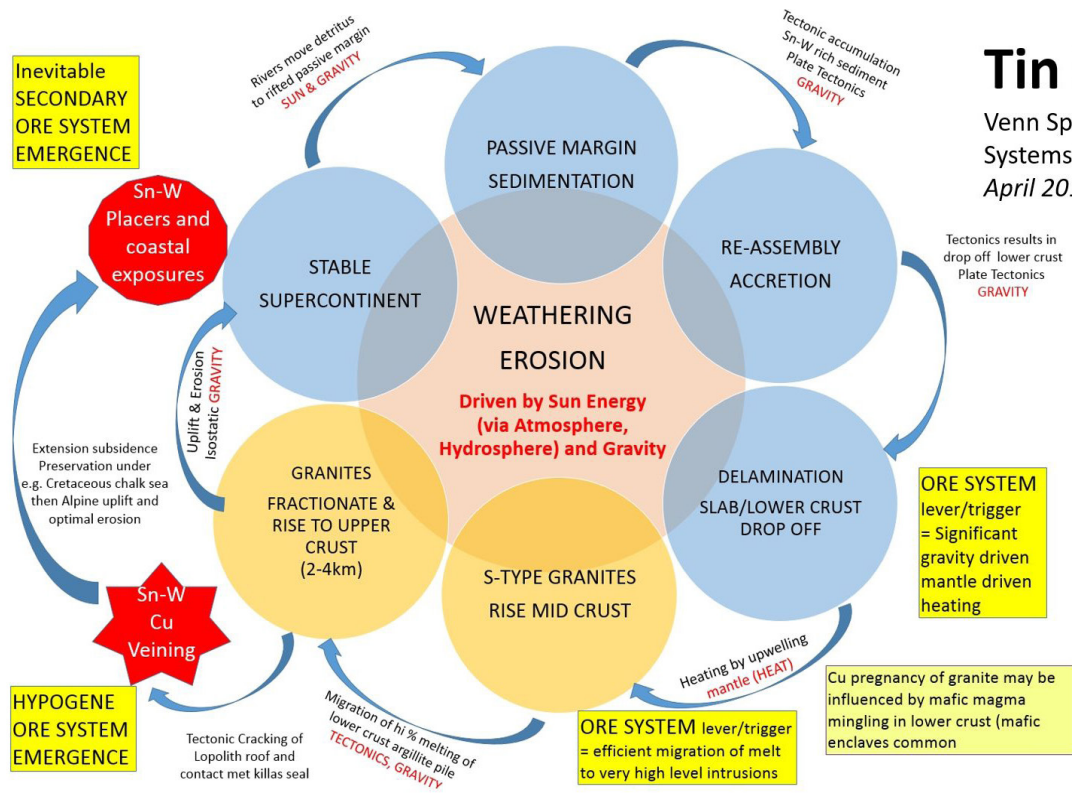 Inevitable
SECONDARY
ORE SYSTEM
EMERGENCE
Rivers move detritus
to rifted passive margin
SUN & GRAVITY
Tectonic accumulation
Sn-W rich sediment
Plate Tectonics
GRAVITY
Tin
Venn Sp
Systems
April 20
PASSIVE MARGIN
SEDIMENTATION
Sn-W
Placers and
coastal
exposures
STABLE
SUPERCONTINENT
RE-ASSEMBLY
ACCRETION
Tectonics results in
drop off lower crust
Plate Tectonics
GRAVITY
WEATHERING
EROSION
Driven by Sun Energy
(via Atmosphere,
Hydrosphere) and Gravity
Uplift & Erosion
Isostatic GRAVITY
Extension subsidence
Preservation under
e.g. Cretaceous chalk sea
then Alpine uplift and
optimal erosion
GRANITES
FRACTIONATE &
RISE TO UPPER
CRUST
(2-4km)
DELAMINATION
SLAB/LOWER CRUST
DROP OFF
ORE SYSTEM
lever/trigger
= Significant
gravity driven
mantle driven
heating
S-TYPE GRANITES
RISE MID CRUST
Sn-W
Cu
Veining
Heating by upwelling
mantle (HEAT)
HYPOGENE
ORE SYSTEM
EMERGENCE
Tectonic Cracking of
Lopolith roof and
contact met killas seal
Migration of hi % melting of
lower crust argillite pile
TECTONICS, GRAVITY
ORE SYSTEM lever/trigger
= efficient migration of melt
to very high level intrusions
Cu pregnancy of granite may be
influenced by mafic magma
mingling in lower crust (mafic
enclaves common